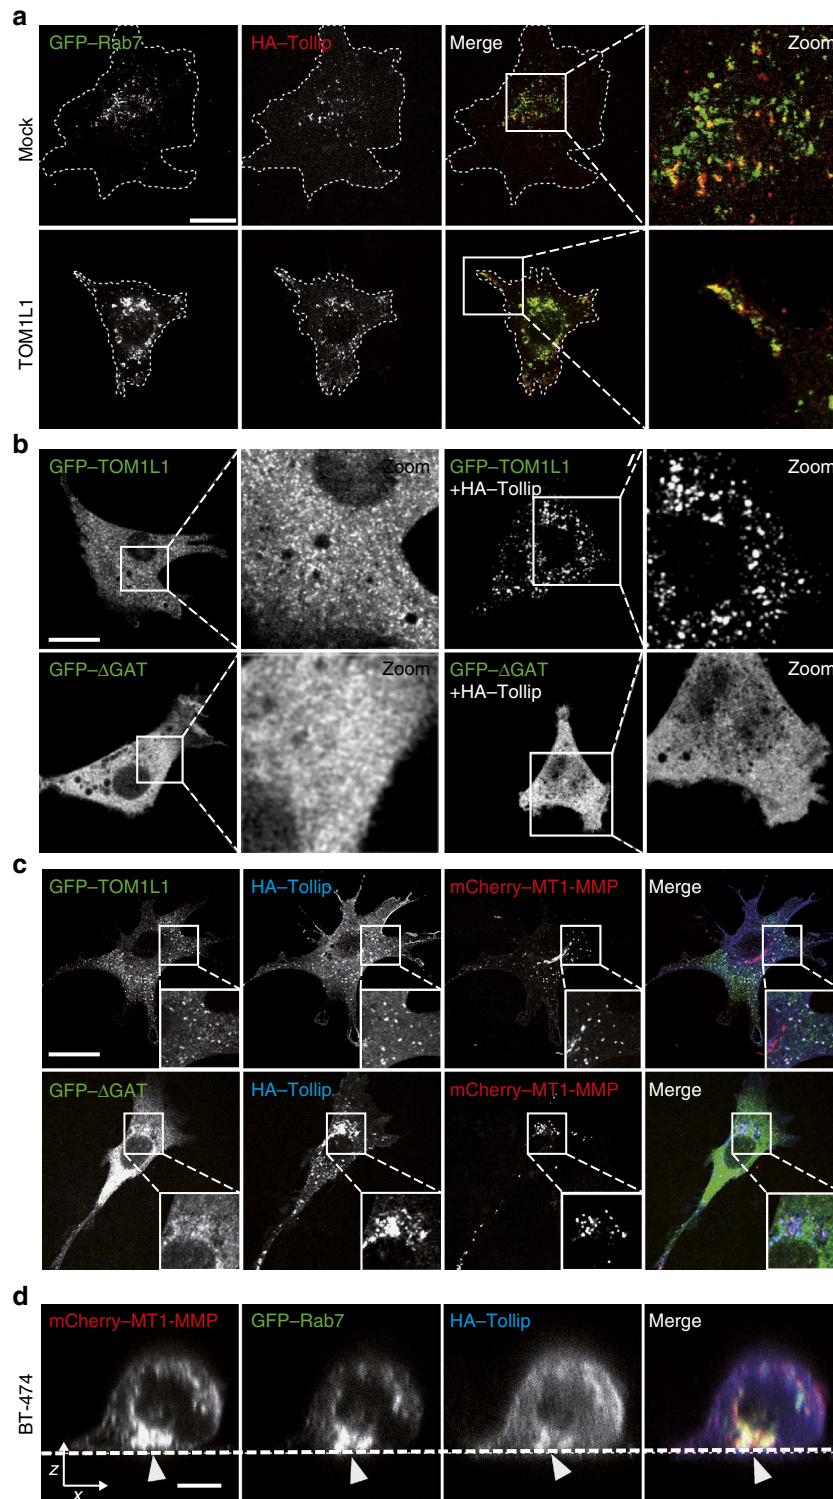 a
GFP–Rab7
HA–Tollip
Merge
Zoom
Mock
TOM1L1
b
GFP–TOM1L1
Zoom
GFP–TOM1L1
+HA–Tollip
Zoom
GFP–ΔGAT
Zoom
GFP–ΔGAT
+HA–Tollip
Zoom
c
GFP–TOM1L1
HA–Tollip
mCherry–MT1-MMP
Merge
GFP–ΔGAT
HA–Tollip
mCherry–MT1-MMP
Merge
d
mCherry–MT1-MMP
GFP–Rab7
HA–Tollip
Merge
BT-474
z
x